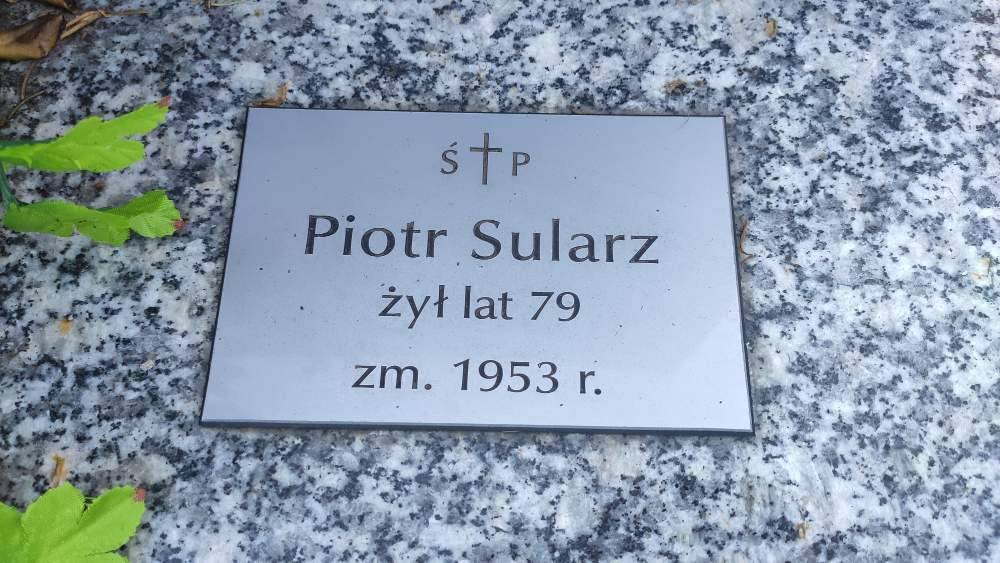 Ś † P
Piotr Sularz
żył lat 79
zm. 1953 r.